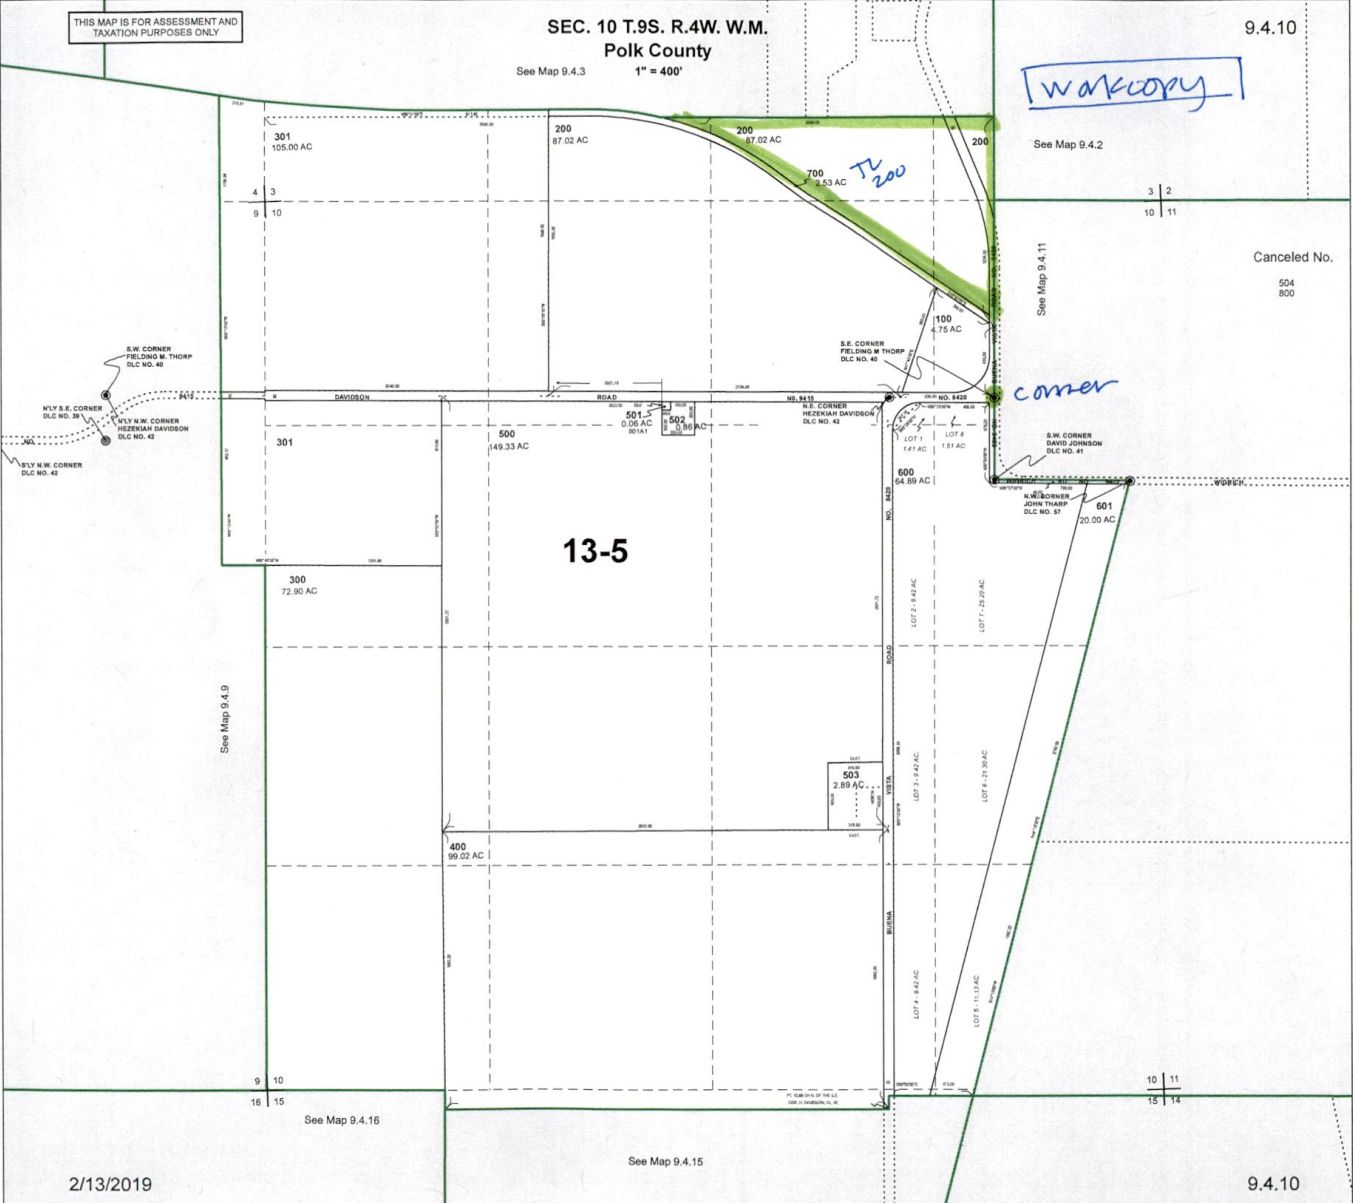 THIS MAP IS FOR ASSESSMENT AND
TAXATION PURPOSES ONLY
SEC. 10 T.9S. R.4W. W.M.
Polk County
See Map 9.4.3
1" = 400'
9.4.10
workcopy
See Map 9.4.2
301
105.00 AC
200
87.02 AC
200
87.02 AC
200
700
2.53 AC
TL
200
4 3
9 10
3 2
10 11
See Map 9.4.11
Canceled No.
504
800
100
4.75 AC
S.W. CORNER
FIELDING M. THORP
DLC NO. 40
S.E. CORNER
FIELDING M THORP
DLC NO. 40
corner
N'LY S.E. CORNER
DLC NO. 39
N'LY N.W. CORNER
HEZEKIAH DAVIDSON
DLC NO. 42
9415
DAVIDSON
ROAD
NO. 9415
NO. 8420
N.E. CORNER
HEZEKIAH DAVIDSON
DLC NO. 42
NO.
S'LY N.W. CORNER
DLC NO. 42
301
500
149.33 AC
501
0.06 AC
501A1
502
0.86 AC
LOT 1
1.41 AC.
LOT 8
1.51 AC.
S.W. CORNER
DAVID JOHNSON
DLC NO. 41
600
64.89 AC
WIDRICH
N.W. CORNER
JOHN THARP
DLC NO. 57
601
20.00 AC
BUENA
VISTA
ROAD
NO. 8420
13-5
300
72.90 AC
LOT 2 - 9.42 AC.
LOT 7 - 25.20 AC.
ROAD
See Map 9.4.9
503
2.89 AC
EAST
VISTA
LOT 3 - 9.42 AC.
LOT 6 - 21.30 AC.
EAST
400
99.02 AC
BUENA
LOT 4 - 9.42 AC.
LOT 5 - 11.13 AC.
9 10
16 15
10 11
15 14
See Map 9.4.16
See Map 9.4.15
2/13/2019
9.4.10